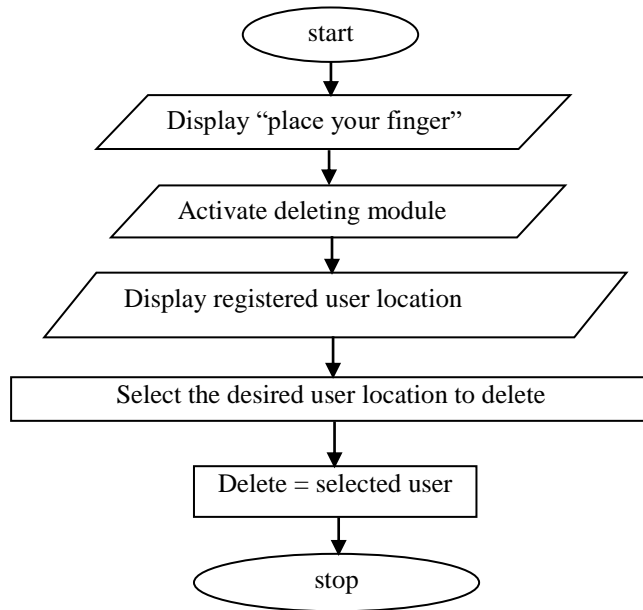 start
Display “place your finger”
Activate deleting module
Display registered user location
Select the desired user location to delete
Delete = selected user
stop